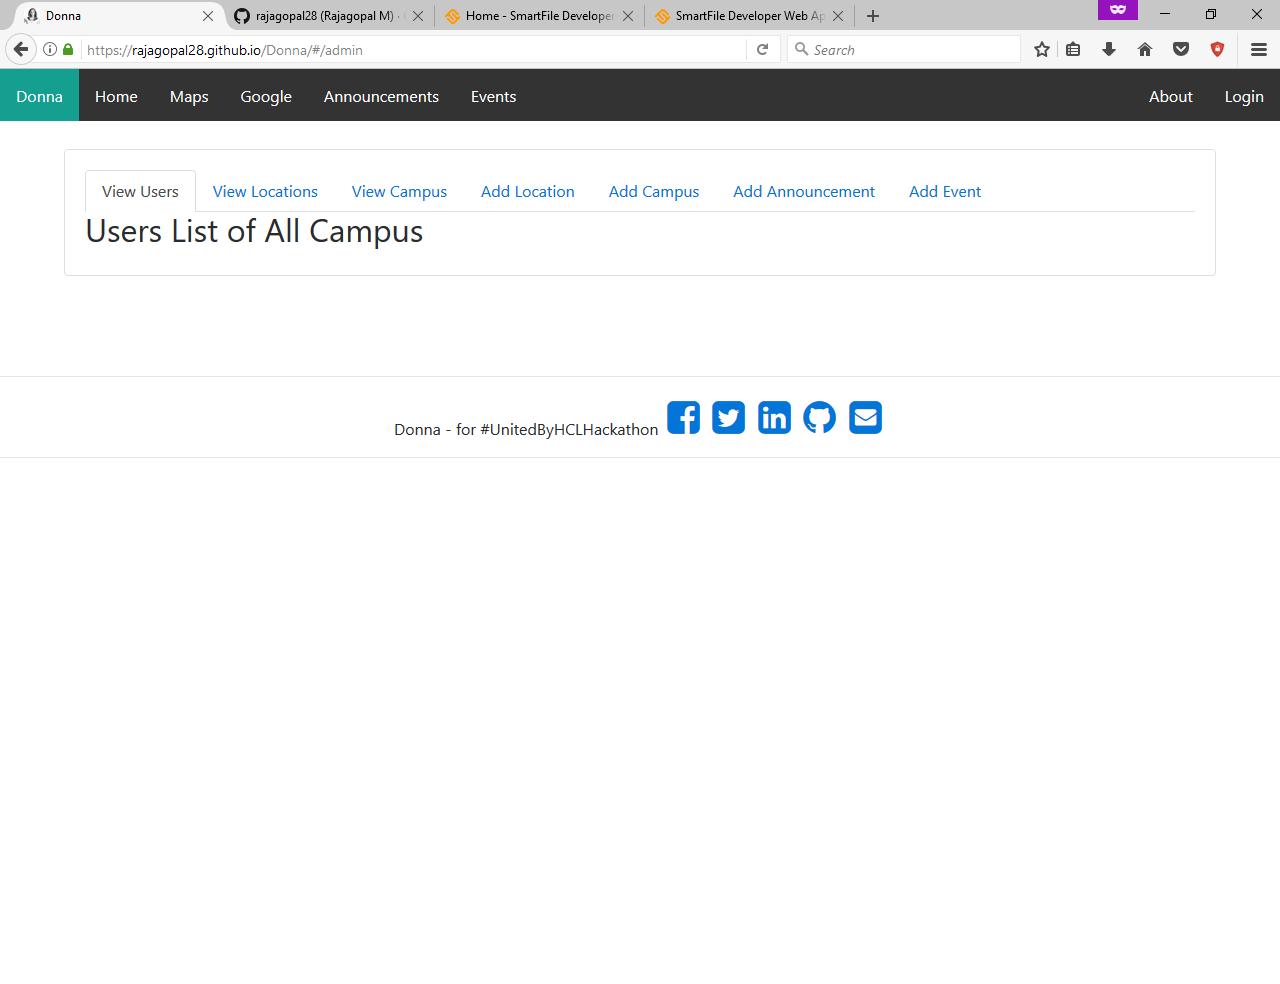 Donna
rajagopal28 (Rajagopal M) ·
Home - SmartFile Developer
SmartFile Developer Web Ap
https://rajagopal28.github.io/Donna/#/admin
Search
Donna Home Maps Google Announcements Events About Login
View Users View Locations View Campus Add Location Add Campus Add Announcement Add Event
Users List of All Campus
Donna - for #UnitedByHCLHackathon